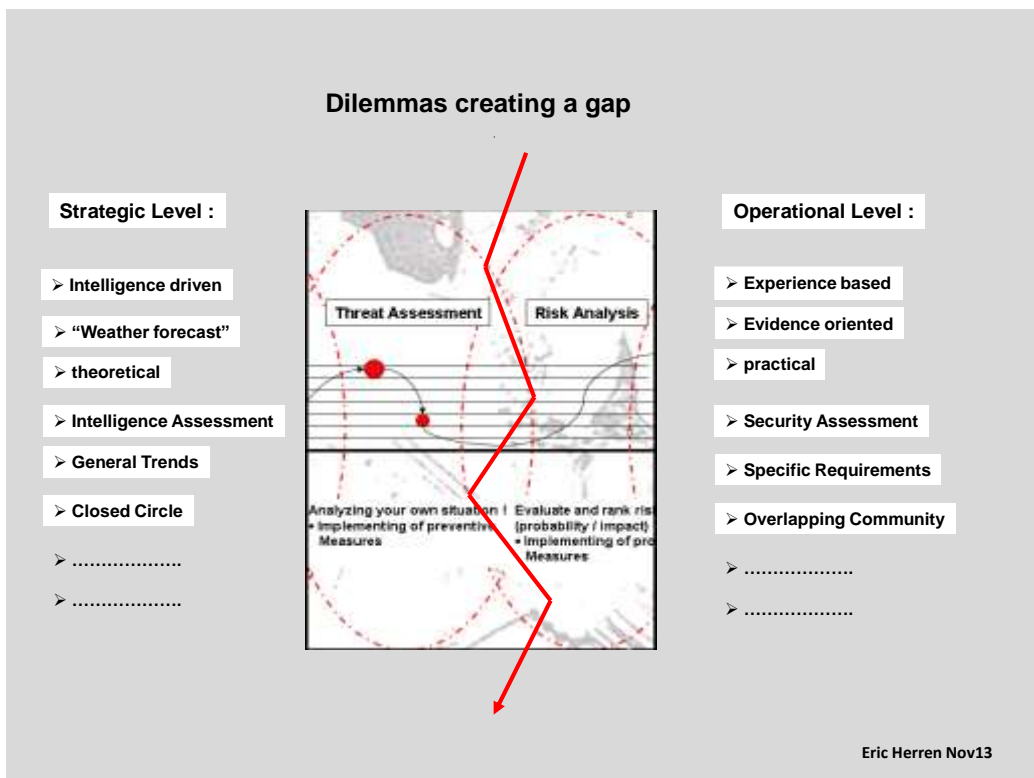 Dilemmas creating a gap
Strategic Level :
➢ Intelligence driven
➢ “Weather forecast”
➢ theoretical
➢ Intelligence Assessment
➢ General Trends
➢ Closed Circle
➢ ……………….
➢ ……………….
Threat Assessment
Risk Analysis
Analyzing your own situation !
• Implementing of preventive
Measures
Evaluate and rank ris
(probability / impact)
• Implementing of pro
Measures
Operational Level :
➢ Experience based
➢ Evidence oriented
➢ practical
➢ Security Assessment
➢ Specific Requirements
➢ Overlapping Community
➢ ……………….
➢ ……………….
Eric Herren Nov13